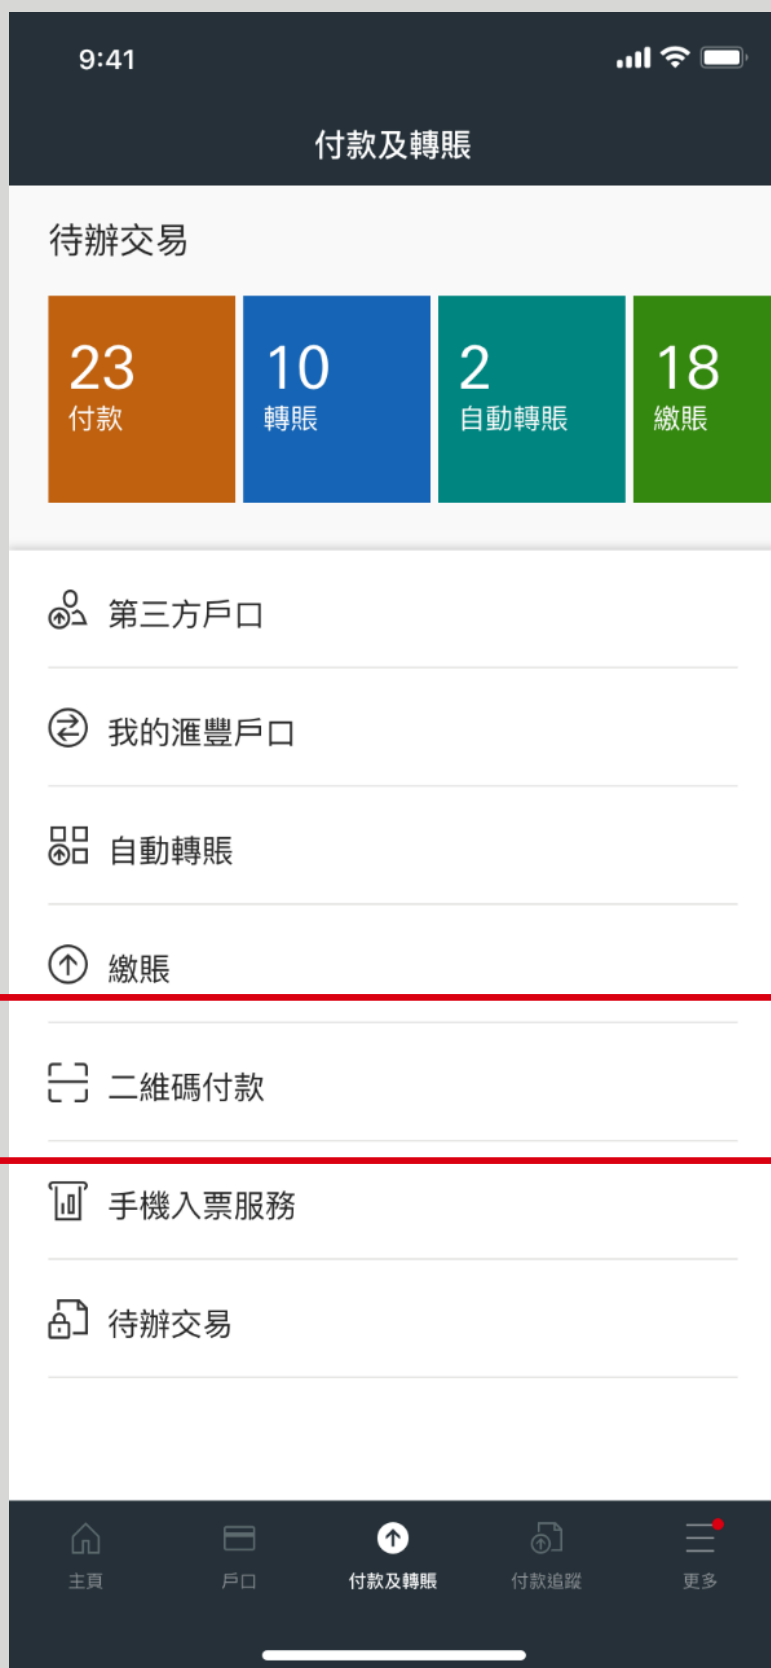 9:41
付款及轉賬
待辦交易
23
付款
10
轉賬
2
自動轉賬
18
繳賬
第三方戶口
我的滙豐戶口
自動轉賬
繳賬
二維碼付款
手機入票服務
待辦交易
主頁
戶口
付款及轉賬
付款追蹤
更多